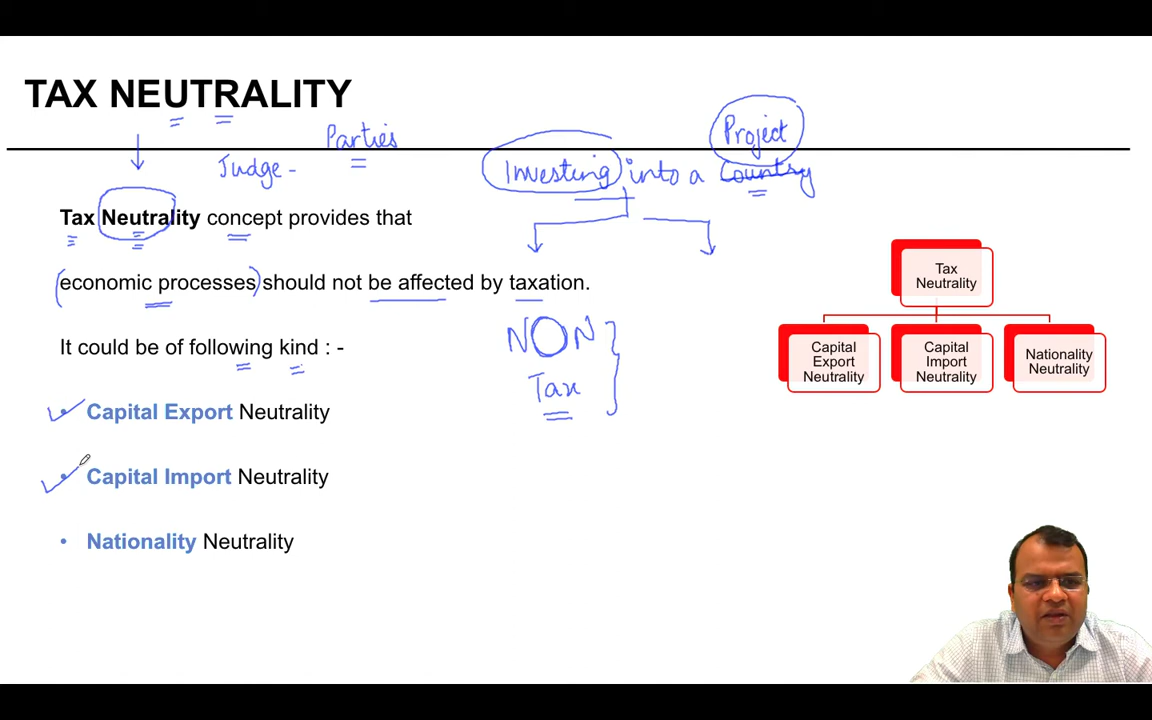 TAX NEUTRALITY
Parties
Judge -
Project
Investing into a Country
Tax Neutrality concept provides that
economic processes should not be affected by taxation.
NON
Tax
It could be of following kind : -
• Capital Export Neutrality
• Capital Import Neutrality
• Nationality Neutrality
Tax
Neutrality
Capital
Export
Neutrality
Capital
Import
Neutrality
Nationality
Neutrality